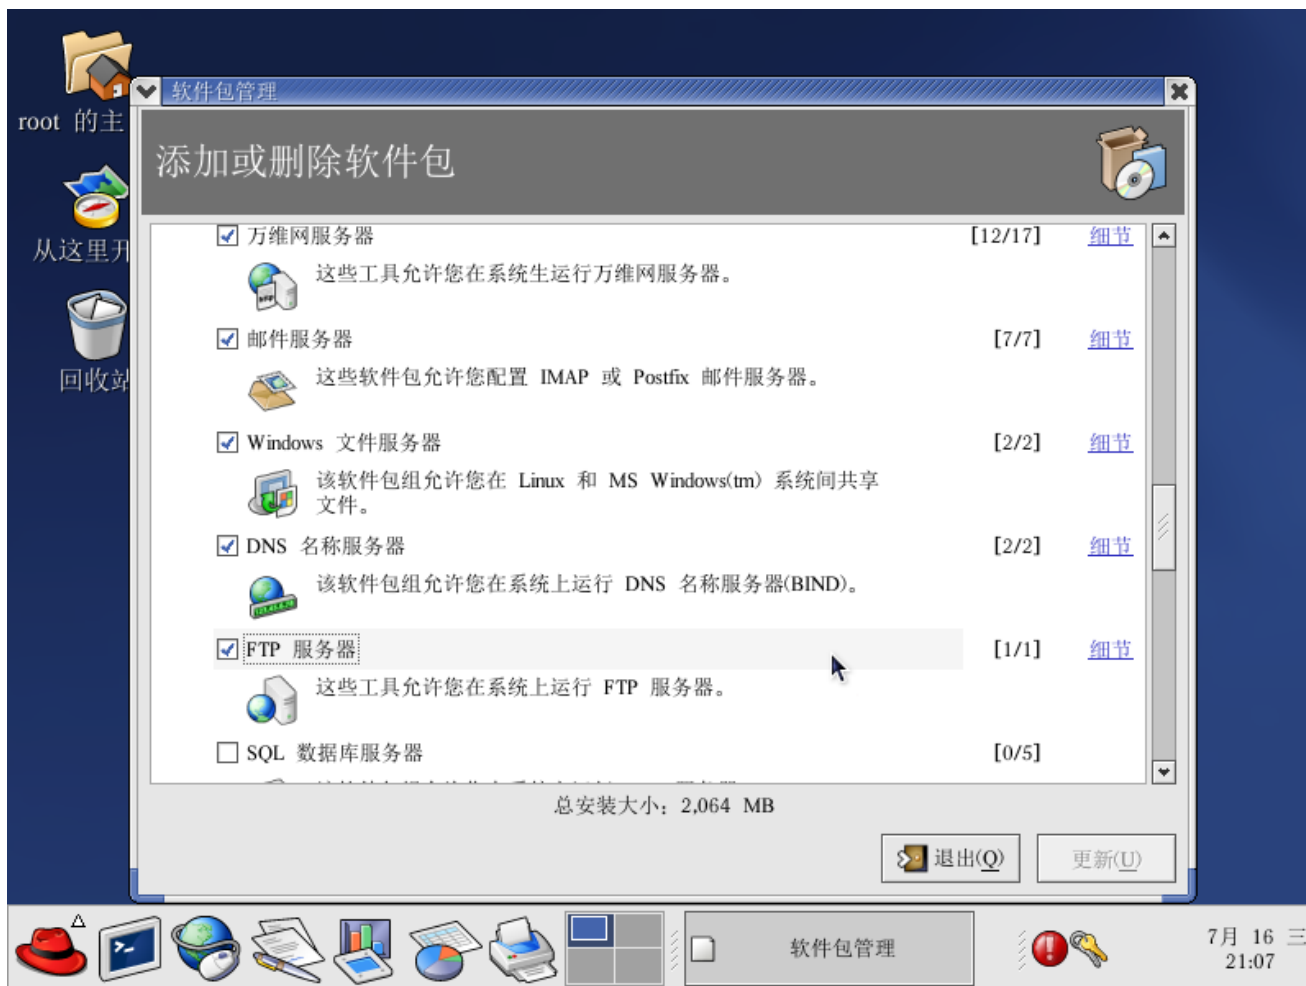 root 的主
从这里开
回收站
软件包管理
添加或删除软件包
万维网服务器 [12/17] 细节
这些工具允许您在系统生运行万维网服务器。
邮件服务器 [7/7] 细节
这些软件包允许您配置 IMAP 或 Postfix 邮件服务器。
Windows 文件服务器 [2/2] 细节
该软件包组允许您在 Linux 和 MS Windows(tm) 系统间共享
文件。
DNS 名称服务器 [2/2] 细节
该软件包组允许您在系统上运行 DNS 名称服务器(BIND)。
FTP 服务器 [1/1] 细节
这些工具允许您在系统上运行 FTP 服务器。
SQL 数据库服务器 [0/5]
总安装大小：2,064 MB
退出(Q) 更新(U)
软件包管理
7月 16 三
21:07